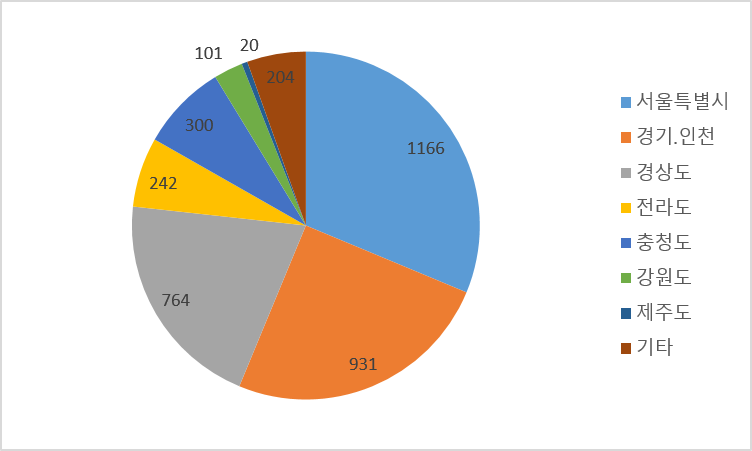 20
101
204
300
1166
242
764
931
서울특별시
경기.인천
경상도
전라도
충청도
강원도
제주도
기타